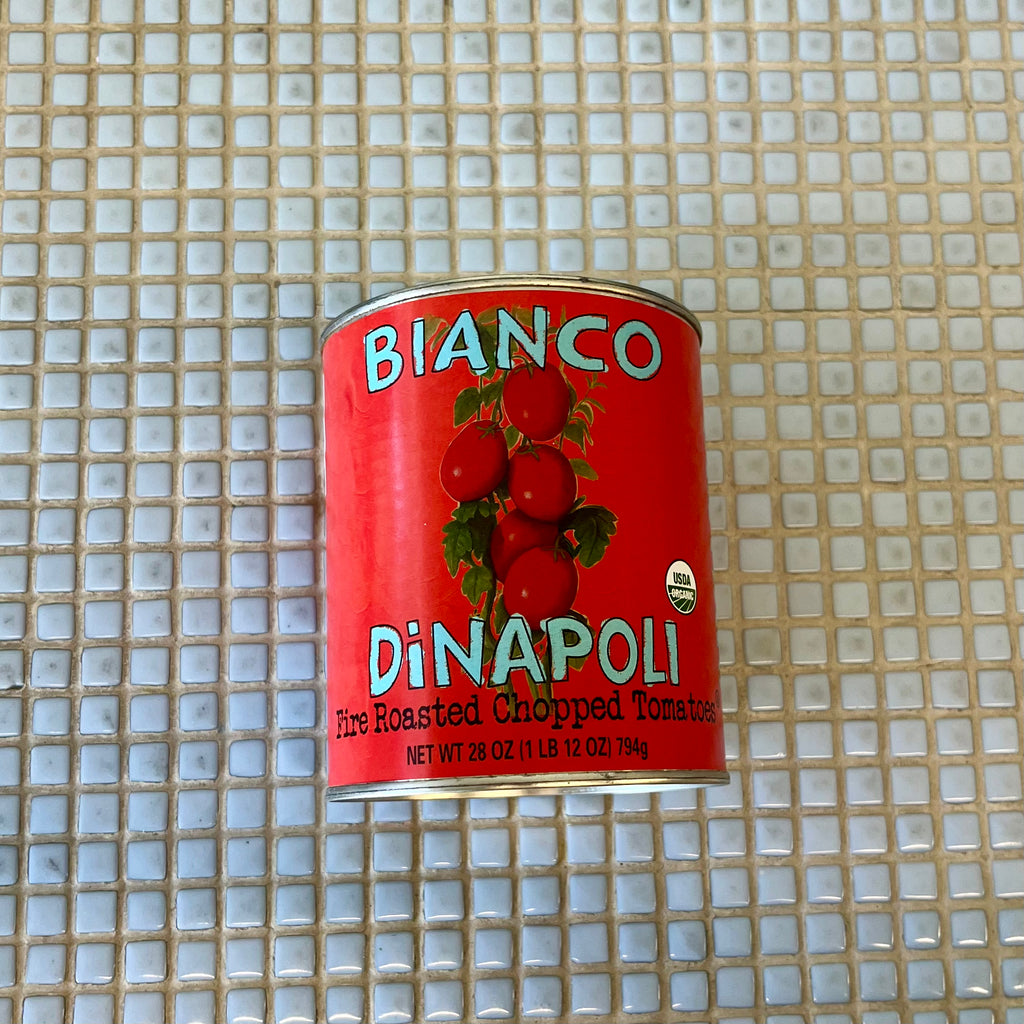 BIANCO
USDA
ORGANIC
DiNAPOLI
Fire Roasted Chopped Tomatoes
NET WT 28 OZ (1 LB 12 OZ) 794g